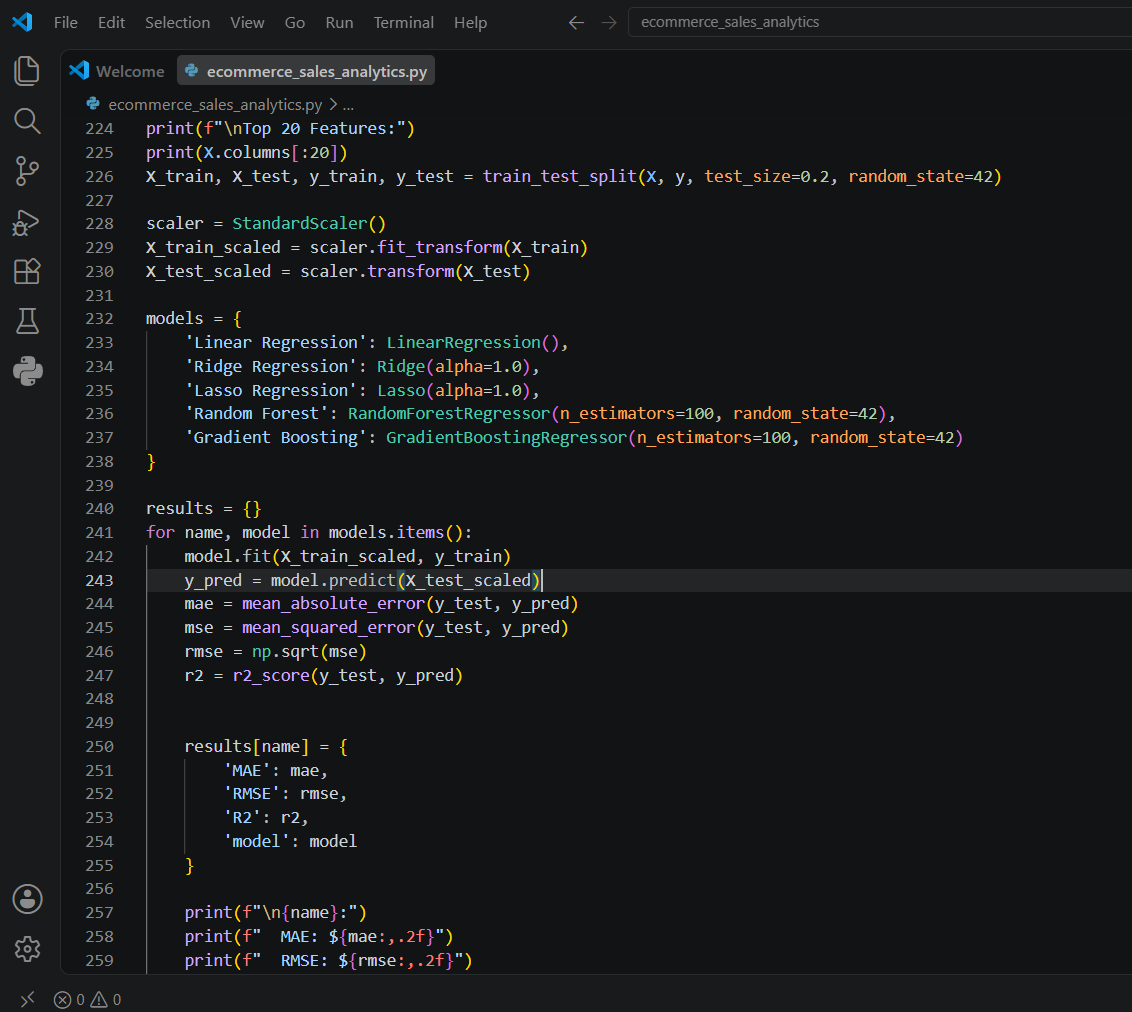 File Edit Selection View Go Run Terminal Help ecommerce_sales_analytics
Welcome ecommerce_sales_analytics.py
ecommerce_sales_analytics.py > ...
224 print(f"\nTop 20 Features:")
225 print(X.columns[:20])
226 X_train, X_test, y_train, y_test = train_test_split(X, y, test_size=0.2, random_state=42)
227
228 scaler = StandardScaler()
229 X_train_scaled = scaler.fit_transform(X_train)
230 X_test_scaled = scaler.transform(X_test)
231
232 models = {
233     'Linear Regression': LinearRegression(),
234     'Ridge Regression': Ridge(alpha=1.0),
235     'Lasso Regression': Lasso(alpha=1.0),
236     'Random Forest': RandomForestRegressor(n_estimators=100, random_state=42),
237     'Gradient Boosting': GradientBoostingRegressor(n_estimators=100, random_state=42)
238 }
239
240 results = {}
241 for name, model in models.items():
242     model.fit(X_train_scaled, y_train)
243     y_pred = model.predict(X_test_scaled)
244     mae = mean_absolute_error(y_test, y_pred)
245     mse = mean_squared_error(y_test, y_pred)
246     rmse = np.sqrt(mse)
247     r2 = r2_score(y_test, y_pred)
248
249
250     results[name] = {
251         'MAE': mae,
252         'RMSE': rmse,
253         'R2': r2,
254         'model': model
255     }
256
257     print(f"\n{name}:")
258     print(f"  MAE: ${mae:,.2f}")
259     print(f"  RMSE: ${rmse:,.2f}")
0 0